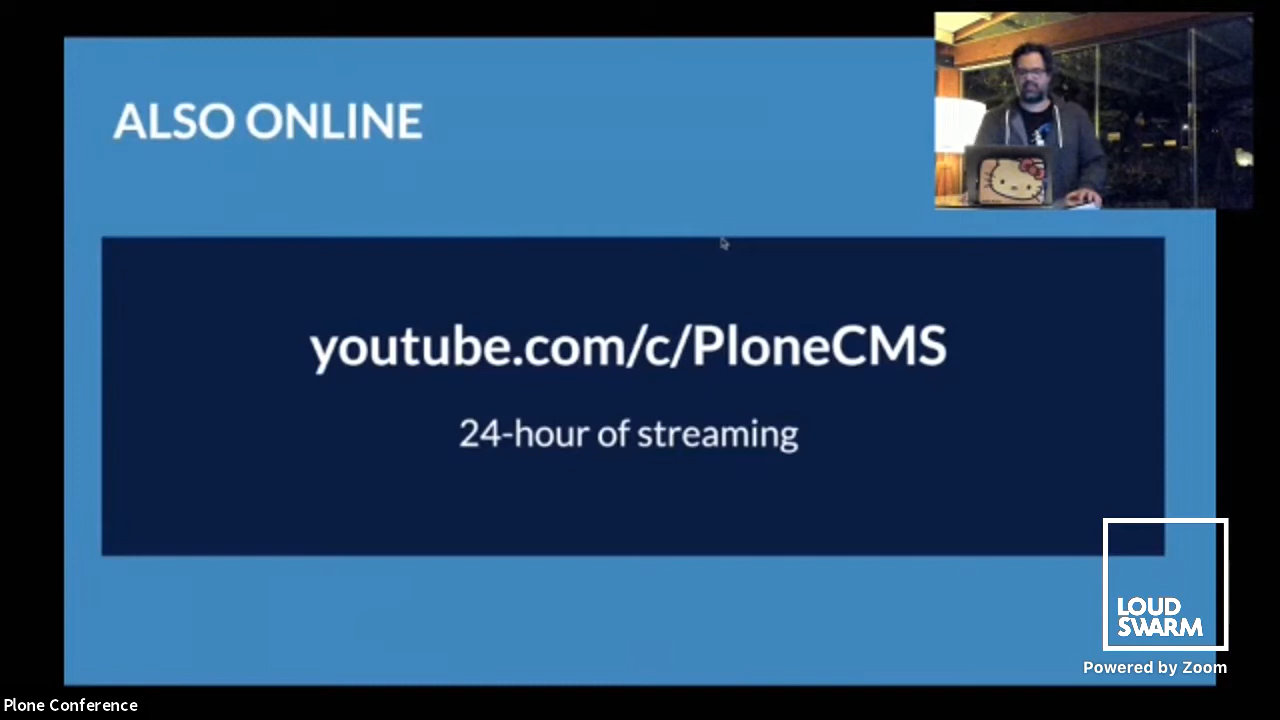 ALSO ONLINE
youtube.com/c/PloneCMS
24-hour of streaming
LOUD
SWARM
Powered by Zoom
Plone Conference